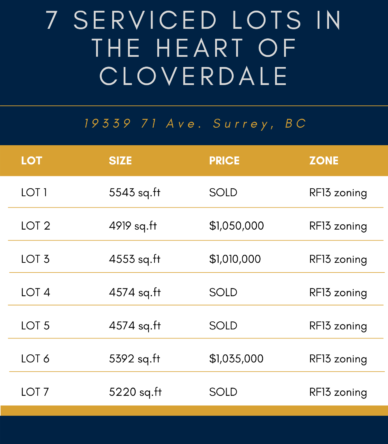 7 SERVICED LOTS IN
THE HEART OF
CLOVERDALE
19339 71 Ave. Surrey, BC
LOT SIZE PRICE ZONE
LOT 1 5543 sq.ft SOLD RF13 zoning
LOT 2 4919 sq.ft $1,050,000 RF13 zoning
LOT 3 4553 sq.ft $1,010,000 RF13 zoning
LOT 4 4574 sq.ft SOLD RF13 zoning
LOT 5 4574 sq.ft SOLD RF13 zoning
LOT 6 5392 sq.ft $1,035,000 RF13 zoning
LOT 7 5220 sq.ft SOLD RF13 zoning